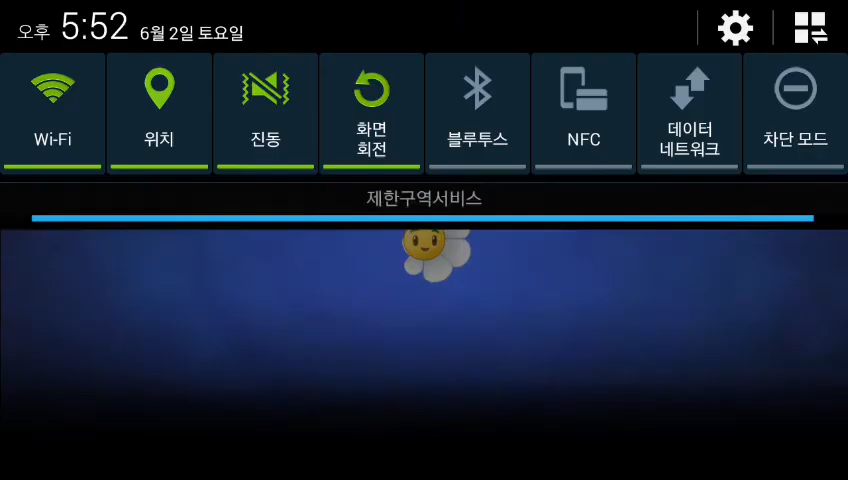 오후 5:52 6월 2일 토요일
Wi-Fi 위치 진동 화면 회전 블루투스 NFC 데이터 네트워크 차단 모드
제한구역서비스